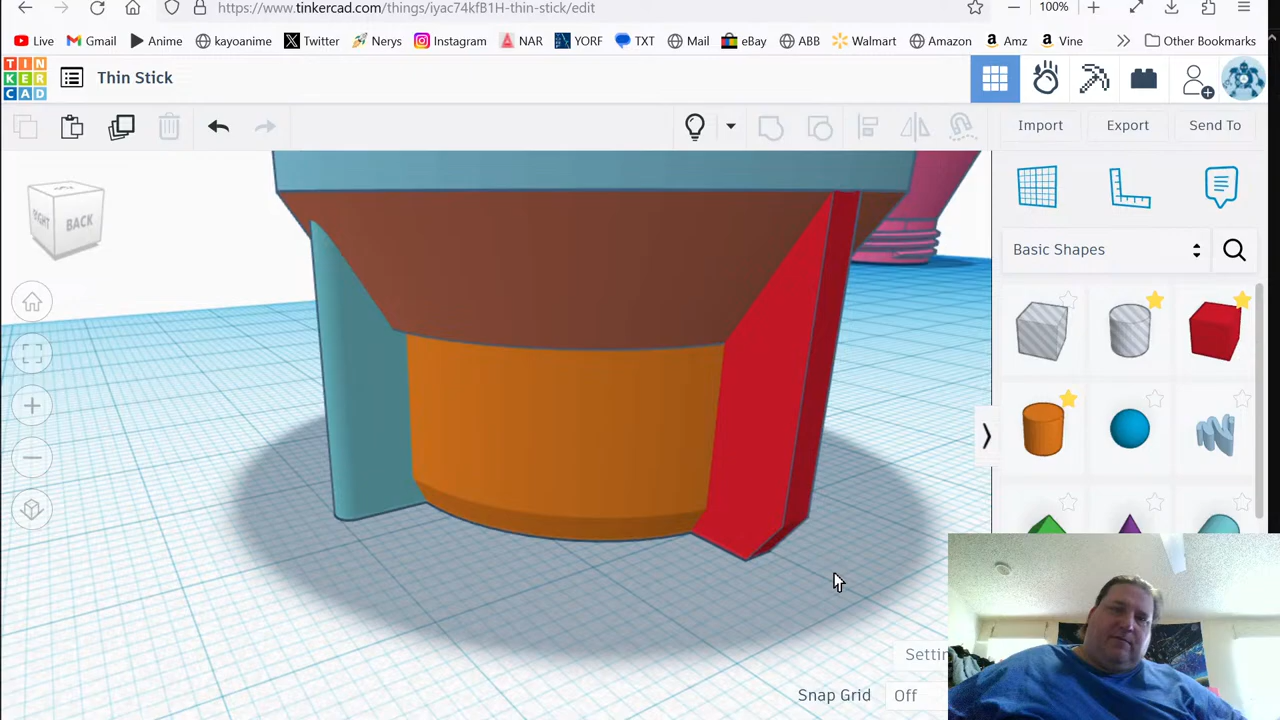 https://www.tinkercad.com/things/iyac74kfB1H-thin-stick/edit
100%
Live
Gmail
Anime
kayoanime
Twitter
Nerys
Instagram
NAR
YORF
TXT
Mail
eBay
ABB
Walmart
Amazon
Amz
Vine
Other Bookmarks
TIN
KER
CAD
Thin Stick
Import
Export
Send To
RIGHT
BACK
Basic Shapes
Settin
Snap Grid
Off